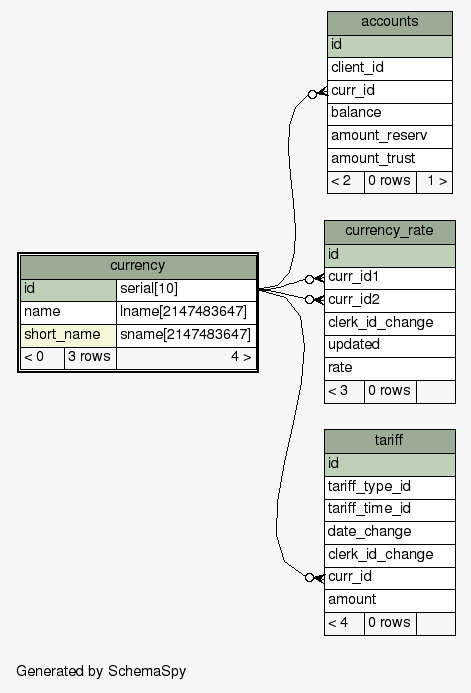 accounts
id
client_id
curr_id
balance
amount_reserv
amount_trust
< 2 0 rows 1 >
currency_rate
id
curr_id1
curr_id2
clerk_id_change
updated
rate
< 3 0 rows
currency
id serial[10]
name lname[2147483647]
short_name sname[2147483647]
< 0 3 rows 4 >
tariff
id
tariff_type_id
tariff_time_id
date_change
clerk_id_change
curr_id
amount
< 4 0 rows
Generated by SchemaSpy